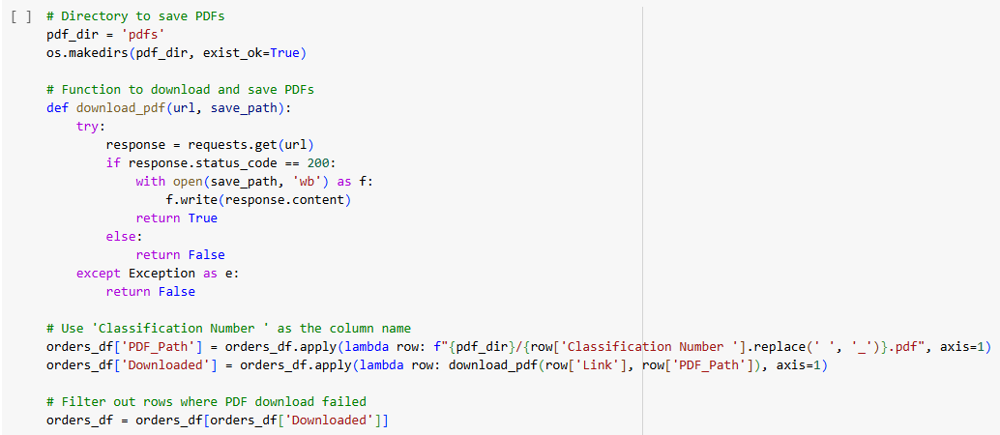 [ ] # Directory to save PDFs
pdf_dir = 'pdfs'
os.makedirs(pdf_dir, exist_ok=True)
# Function to download and save PDFs
def download_pdf(url, save_path):
    try:
        response = requests.get(url)
        if response.status_code == 200:
            with open(save_path, 'wb') as f:
                f.write(response.content)
            return True
        else:
            return False
    except Exception as e:
        return False
# Use 'Classification Number ' as the column name
orders_df['PDF_Path'] = orders_df.apply(lambda row: f"{pdf_dir}/{row['Classification Number '].replace(' ', '_')}.pdf", axis=1)
orders_df['Downloaded'] = orders_df.apply(lambda row: download_pdf(row['Link'], row['PDF_Path']), axis=1)
# Filter out rows where PDF download failed
orders_df = orders_df[orders_df['Downloaded']]